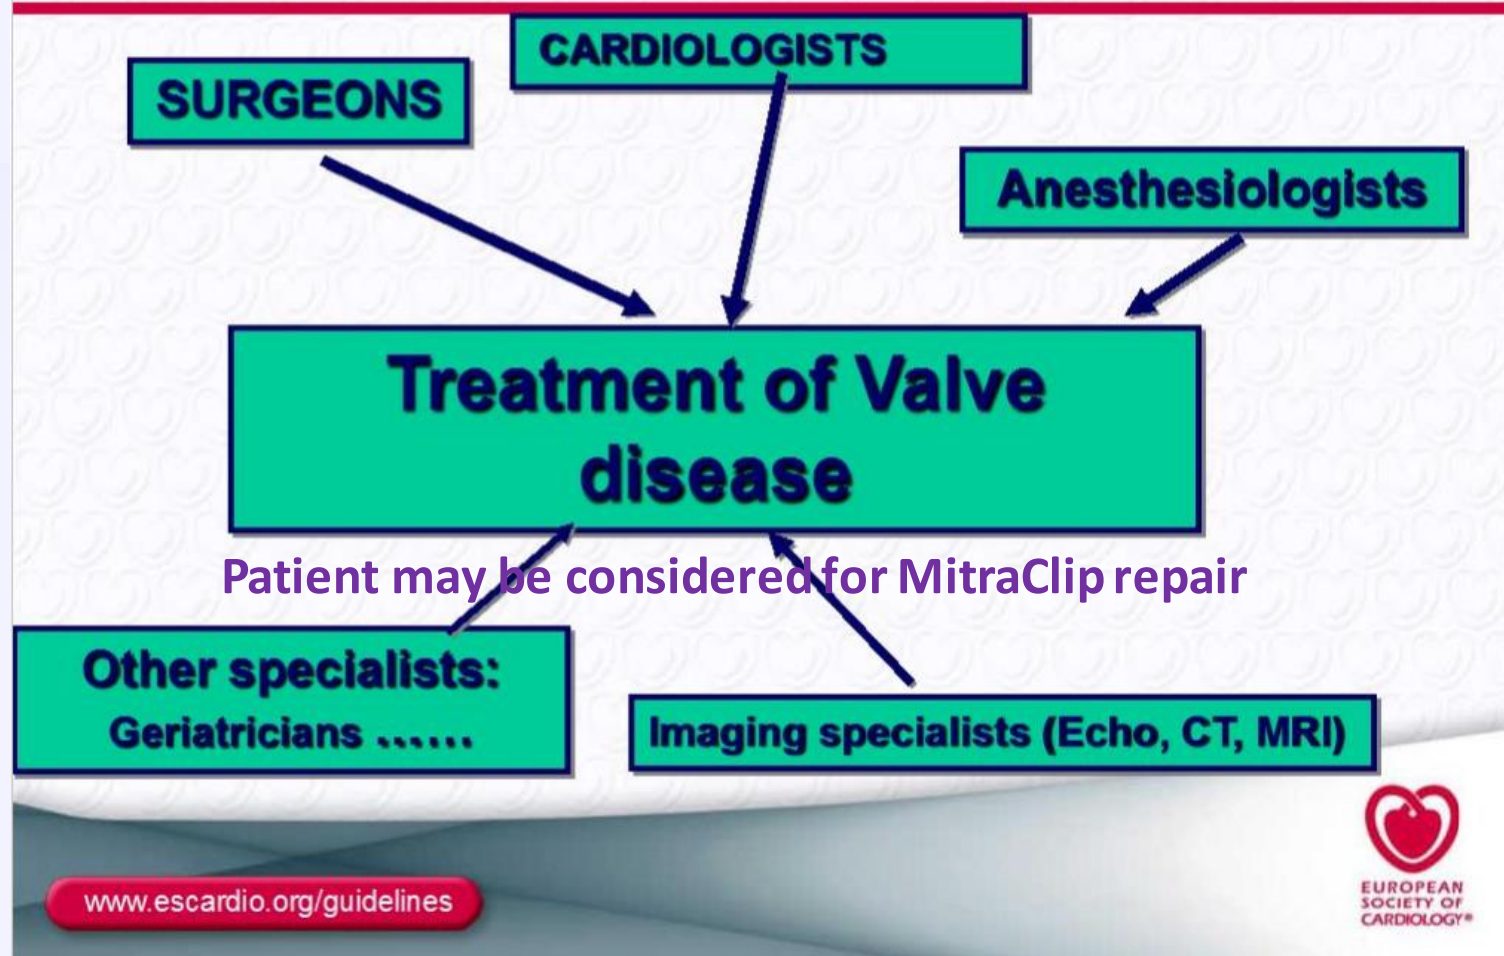 CARDIOLOGISTS
SURGEONS
Anesthesiologists
Treatment of Valve
disease
Patient may be considered for MitraClip repair
Other specialists:
Geriatricians ......
Imaging specialists (Echo, CT, MRI)
www.escardio.org/guidelines
EUROPEAN
SOCIETY OF
CARDIOLOGY®